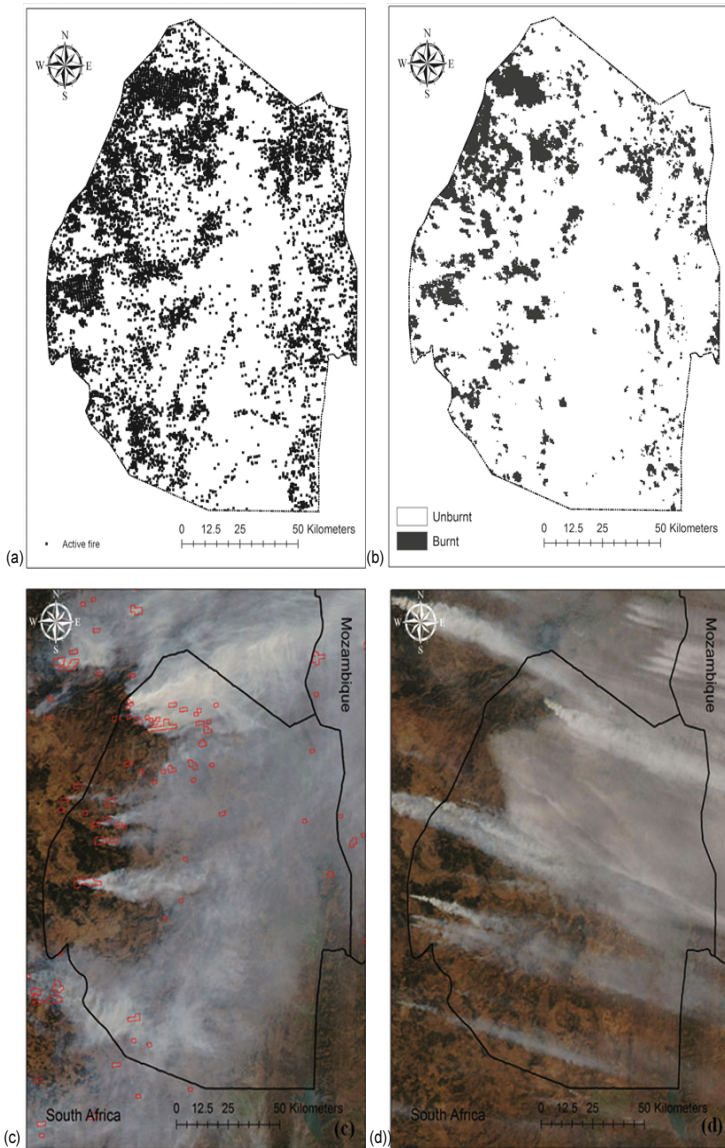 N
W E
S
Active fire
0 12.5 25 50 Kilometers
(a)
N
W E
S
Unburnt
Burnt
0 12.5 25 50 Kilometers
(b)
N
W E
S
Mozambique
South Africa
0 12.5 25 50 Kilometers
(c)
(c)
N
W E
S
Mozambique
South Africa
0 12.5 25 50 Kilometers
(d)
(d)